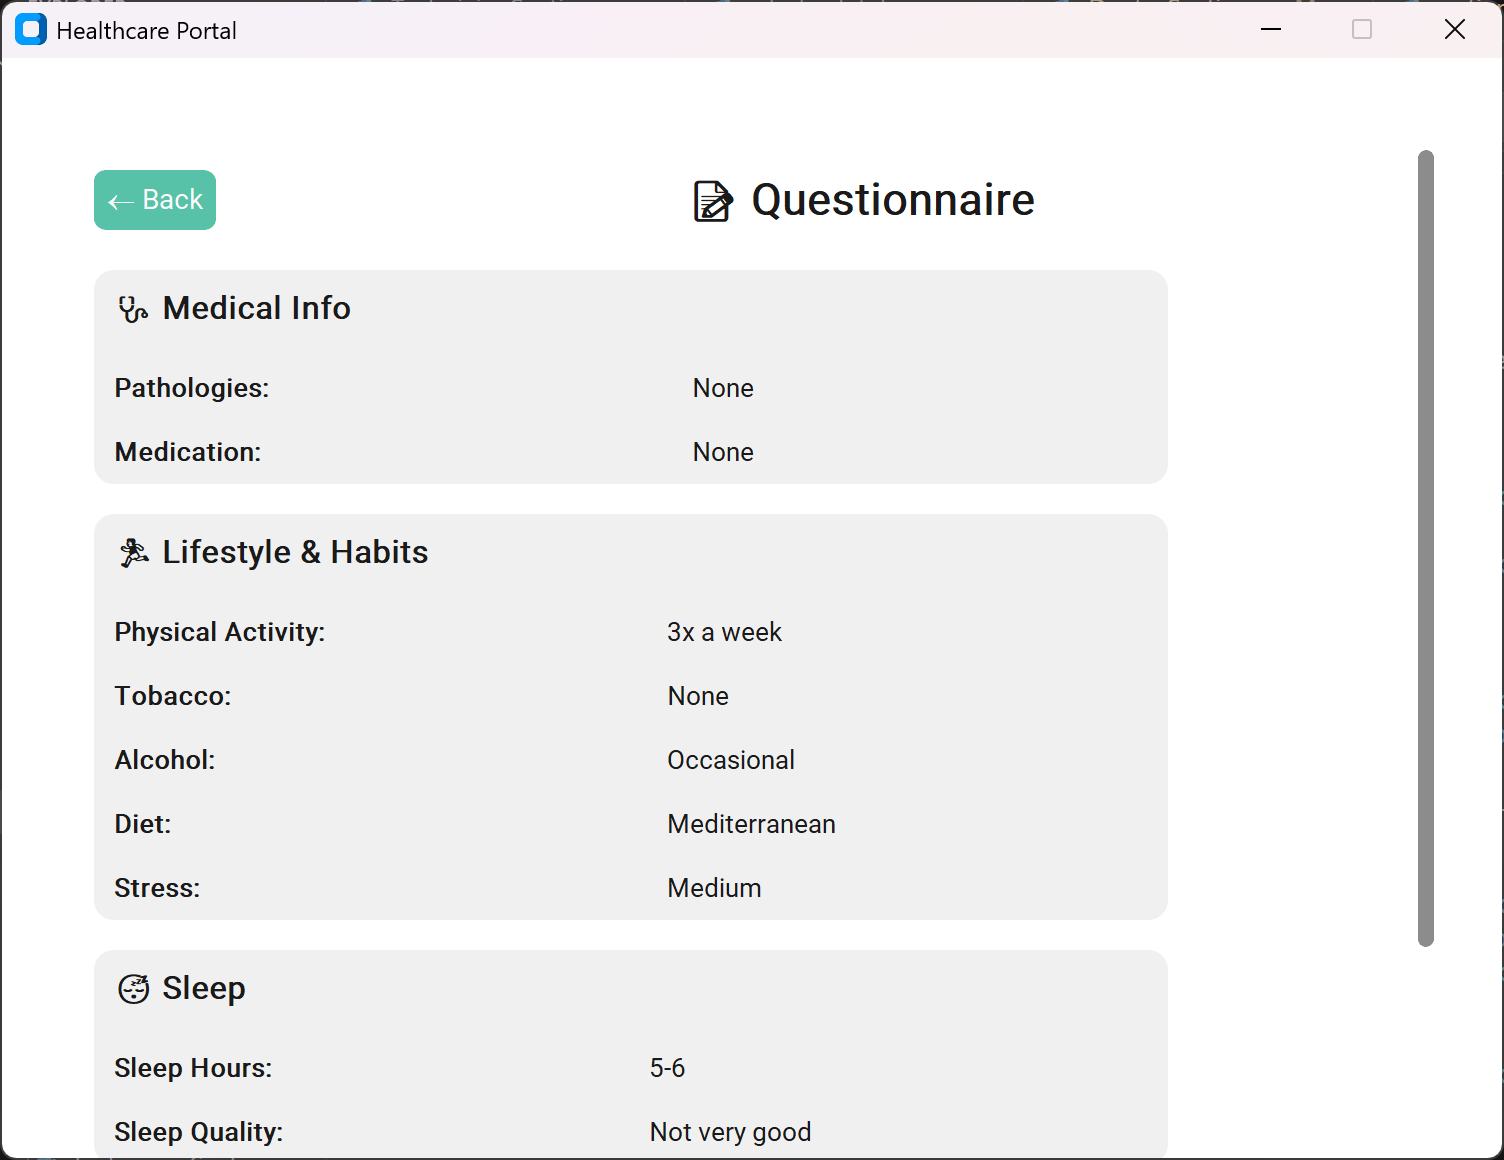 Healthcare Portal
← Back
Questionnaire
Medical Info
Pathologies: None
Medication: None
Lifestyle & Habits
Physical Activity: 3x a week
Tobacco: None
Alcohol: Occasional
Diet: Mediterranean
Stress: Medium
Sleep
Sleep Hours: 5-6
Sleep Quality: Not very good